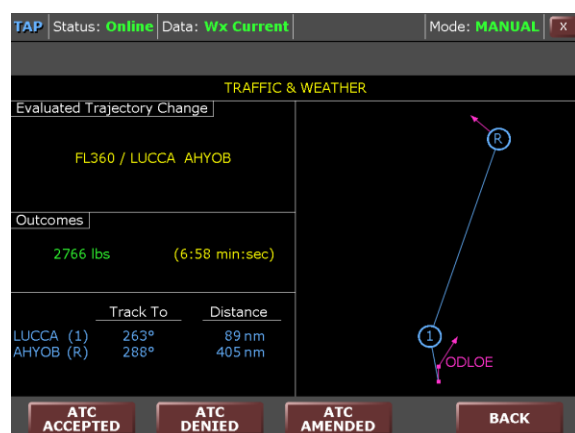 TAP Status: Online Data: Wx Current Mode: MANUAL X
TRAFFIC & WEATHER
Evaluated Trajectory Change
FL360 / LUCCA AHYOB
Outcomes
2766 lbs (6:58 min:sec)
Track To Distance
LUCCA (1) 263° 89 nm
AHYOB (R) 288° 405 nm
R
1
ODLOE
ATC ACCEPTED
ATC DENIED
ATC AMENDED
BACK